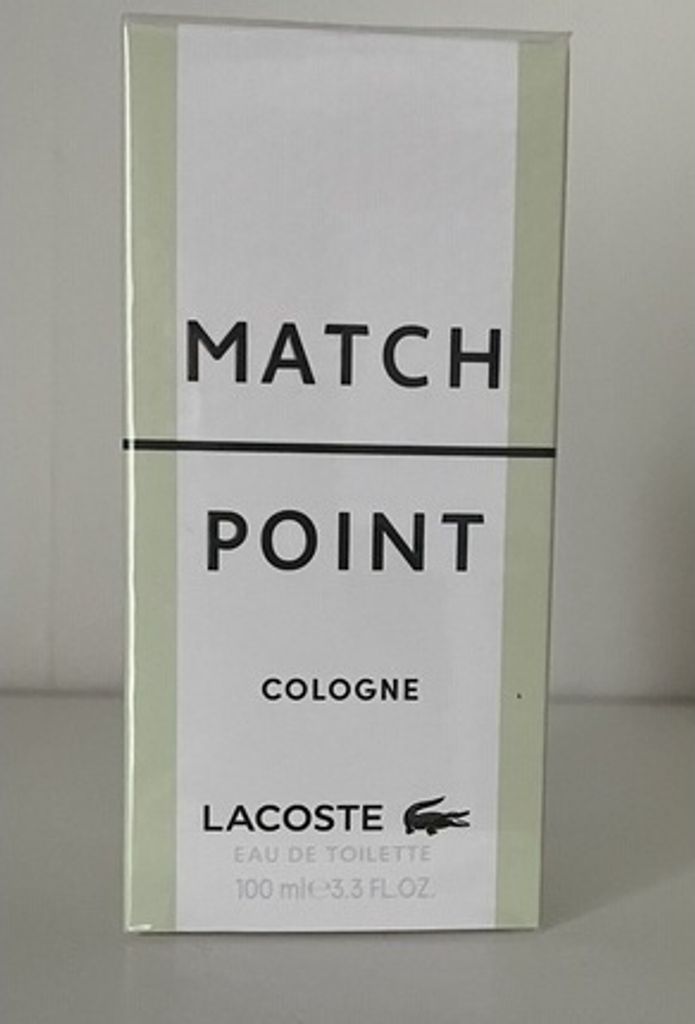 MATCH
POINT
COLOGNE
LACOSTE
EAU DE TOILETTE
100 ml ℮ 3.3 FL.OZ.